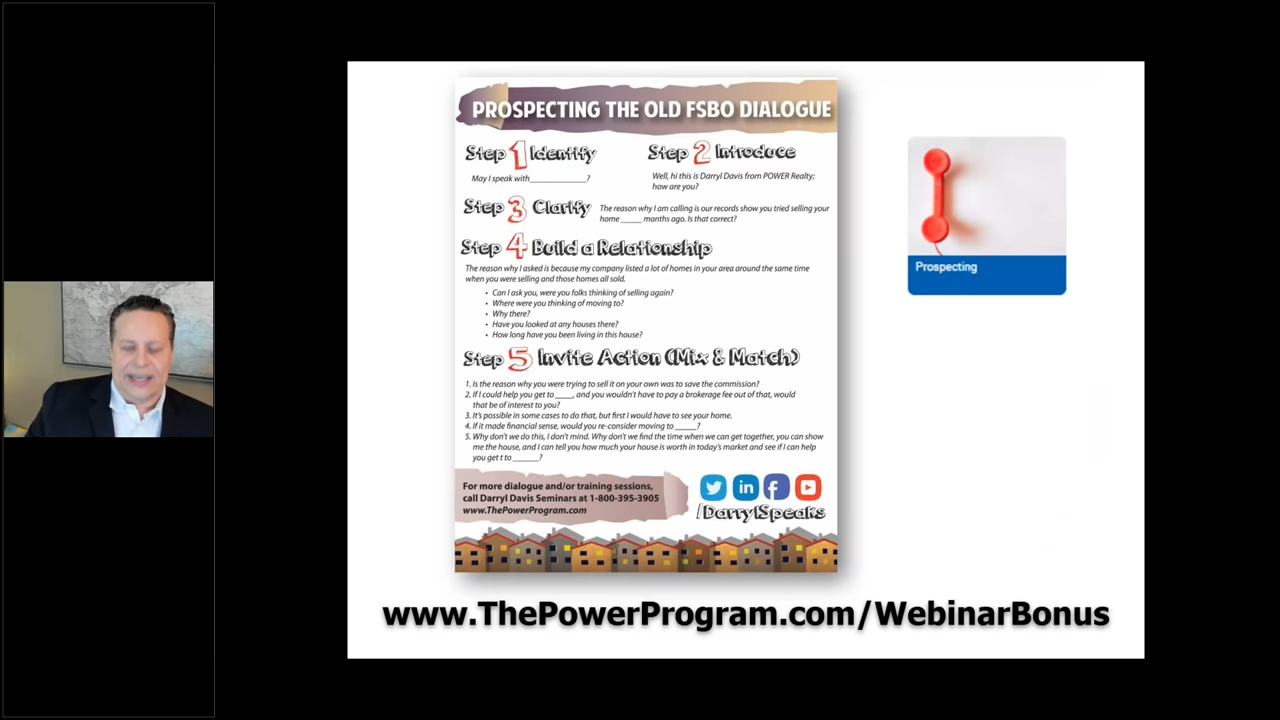 PROSPECTING THE OLD FSBO DIALOGUE
Step 1 Identify
May I speak with____________?
Step 2 Introduce
Well, hi this is Darryl Davis from POWER Realty;
how are you?
Step 3 Clarify
The reason why I am calling is our records show you tried selling your
home _____ months ago. Is that correct?
Step 4 Build a Relationship
The reason why I asked is because my company listed a lot of homes in your area around the same time
when you were selling and those homes all sold.
• Can I ask you, were you folks thinking of selling again?
• Where were you thinking of moving to?
• Why there?
• Have you looked at any houses there?
• How long have you been living in this house?
Step 5 Invite Action (Mix & Match)
1. Is the reason why you were trying to sell it on your own was to save the commission?
2. If I could help you get to ____, and you wouldn't have to pay a brokerage fee out of that, would
that be of interest to you?
3. It's possible in some cases to do that, but first I would have to see your home.
4. If it made financial sense, would you re-consider moving to _____?
5. Why don't we do this, I don't mind. Why don't we find the time when we can get together, you can show
me the house, and I can tell you how much your house is worth in today's market and see if I can help
you get t to ______?
For more dialogue and/or training sessions,
call Darryl Davis Seminars at 1-800-395-3905
www.ThePowerProgram.com
in f
/DarrylSpeaks
Prospecting
www.ThePowerProgram.com/WebinarBonus